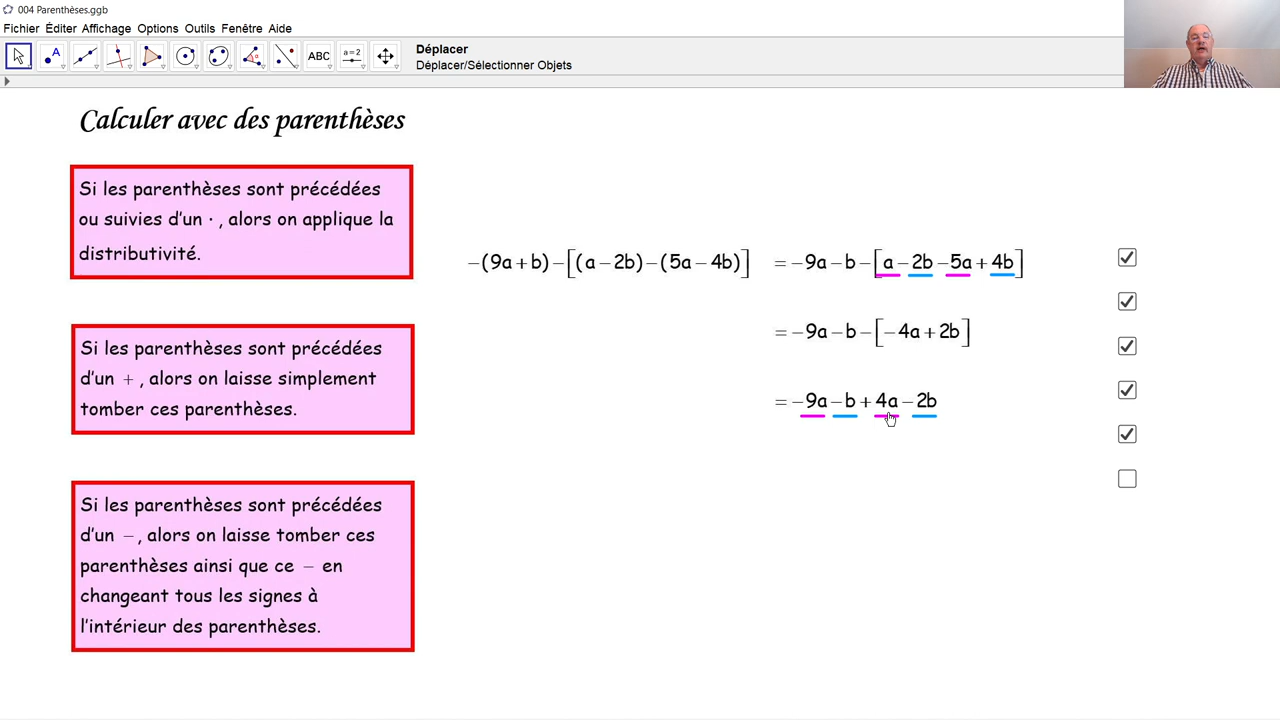 004 Parenthèses.ggb
Fichier Éditer Affichage Options Outils Fenêtre Aide
A ABC a=2
Déplacer
Déplacer/Sélectionner Objets
Calculer avec des parenthèses
Si les parenthèses sont précédées
ou suivies d'un · , alors on applique la
distributivité.
Si les parenthèses sont précédées
d'un + , alors on laisse simplement
tomber ces parenthèses.
Si les parenthèses sont précédées
d'un −, alors on laisse tomber ces
parenthèses ainsi que ce − en
changeant tous les signes à
l'intérieur des parenthèses.
−(9a+b)−[(a−2b)−(5a−4b)] =−9a−b−[a−2b−5a+4b]
=−9a−b−[−4a+2b]
=−9a−b+4a−2b